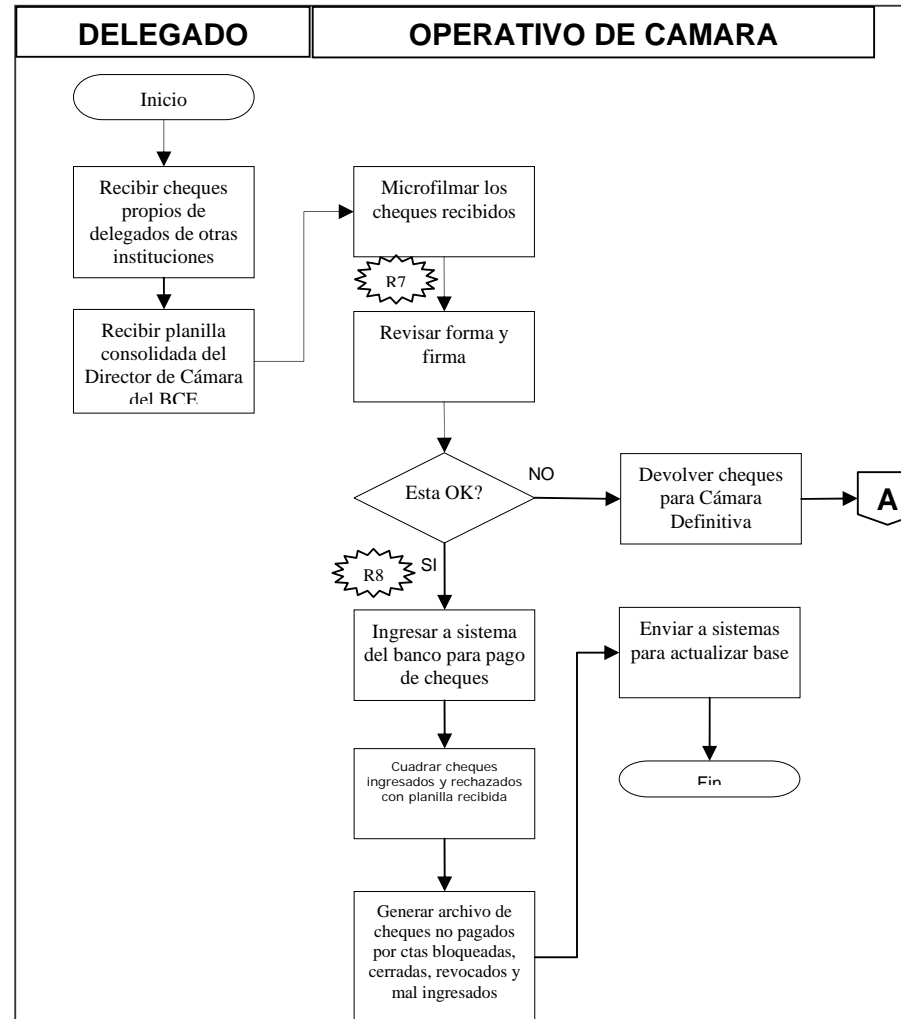 DELEGADO
OPERATIVO DE CAMARA
Inicio
Recibir cheques
propios de
delegados de otras
instituciones
Recibir planilla
consolidada del
Director de Cámara
del BCE
Microfilmar los
cheques recibidos
R7
Revisar forma y
firma
Esta OK?
NO
Devolver cheques
para Cámara
Definitiva
A
R8
SI
Ingresar a sistema
del banco para pago
de cheques
Cuadrar cheques
ingresados y rechazados
con planilla recibida
Generar archivo de
cheques no pagados
por ctas bloqueadas,
cerradas, revocados y
mal ingresados
Enviar a sistemas
para actualizar base
Fin